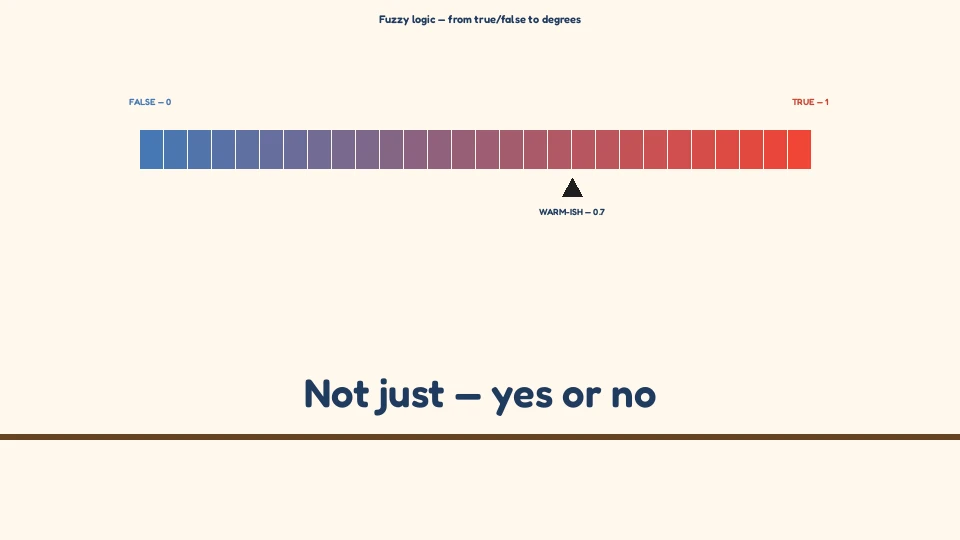 Fuzzy logic — from true/false to degrees
FALSE — 0
TRUE — 1
WARM-ISH — 0.7
Not just — yes or no